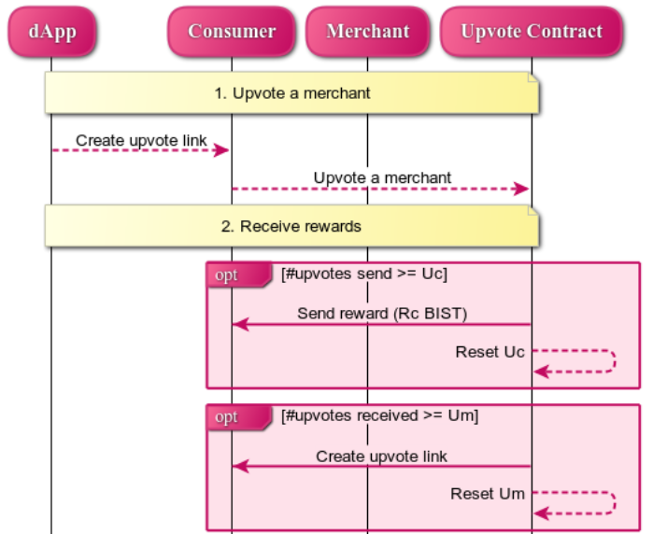 dApp
Consumer
Merchant
Upvote Contract
1. Upvote a merchant
Create upvote link
Upvote a merchant
2. Receive rewards
opt
[#upvotes send >= Uc]
Send reward (Rc BIST)
Reset Uc
opt
[#upvotes received >= Um]
Create upvote link
Reset Um